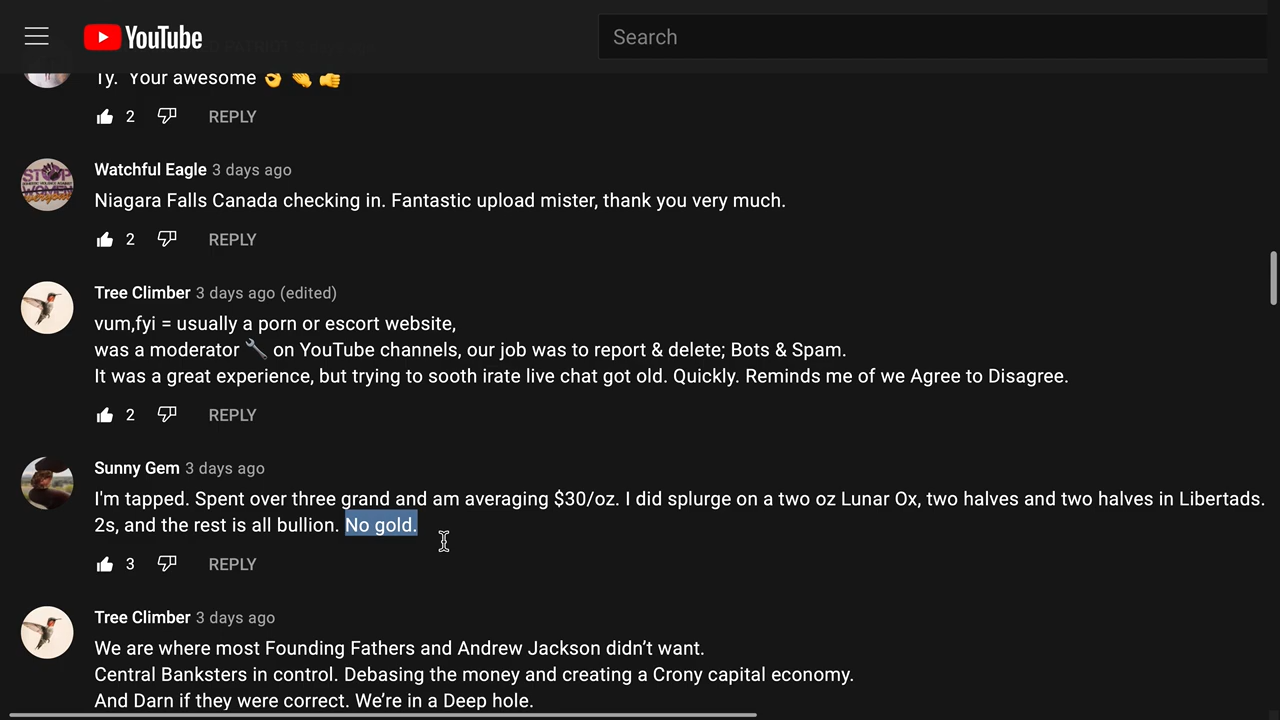 YouTube
Search
Ty.  Your awesome 👌 👏 👍
2 REPLY
Watchful Eagle 3 days ago
Niagara Falls Canada checking in. Fantastic upload mister, thank you very much.
2 REPLY
Tree Climber 3 days ago (edited)
vum,fyi = usually a porn or escort website,
was a moderator 🔧 on YouTube channels, our job was to report & delete; Bots & Spam.
It was a great experience, but trying to sooth irate live chat got old. Quickly. Reminds me of we Agree to Disagree.
2 REPLY
Sunny Gem 3 days ago
I'm tapped. Spent over three grand and am averaging $30/oz. I did splurge on a two oz Lunar Ox, two halves and two halves in Libertads.
2s, and the rest is all bullion. No gold.
3 REPLY
Tree Climber 3 days ago
We are where most Founding Fathers and Andrew Jackson didn’t want.
Central Banksters in control. Debasing the money and creating a Crony capital economy.
And Darn if they were correct. We’re in a Deep hole.